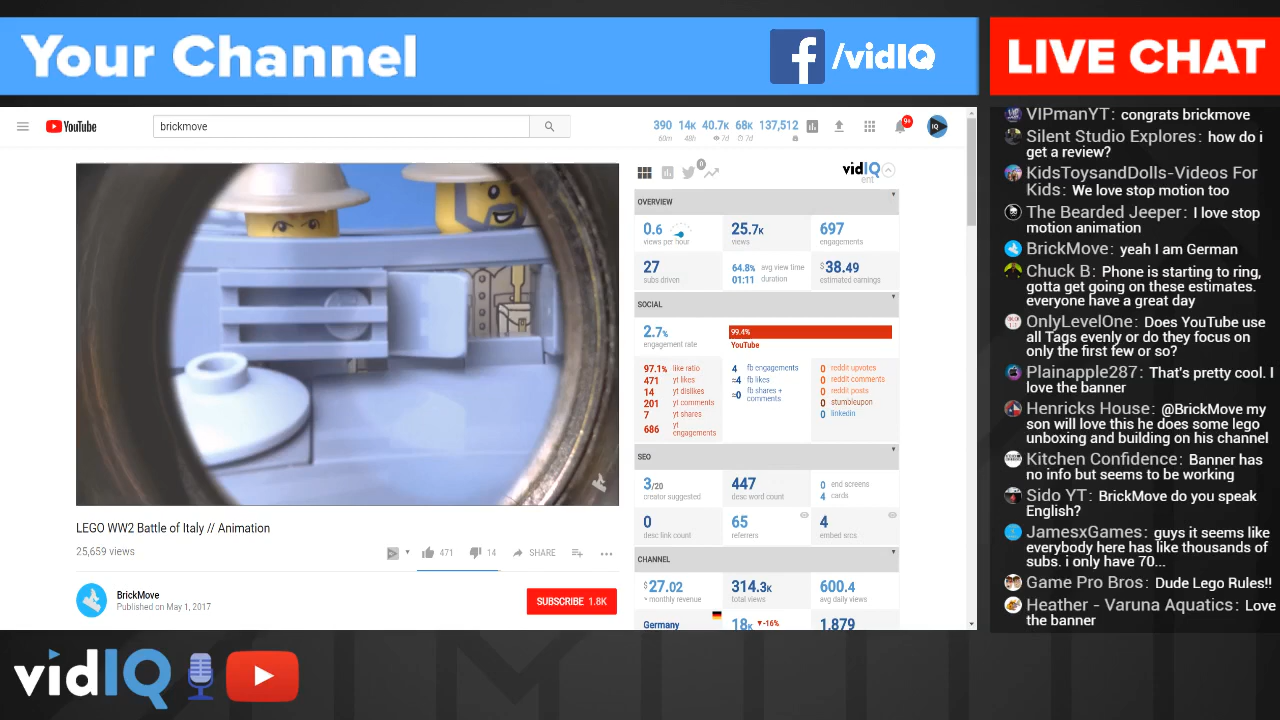 Your Channel
f /vidIQ
LIVE CHAT
YouTube
brickmove
390 14K 40.7K 68K 137,512
60m 48h 7d 7d
9+
IQ
0
vidIQ
ent
OVERVIEW
0.6
views per hour
25.7K
views
697
engagements
27
subs driven
64.8% avg view time
01:11 duration
$38.49
estimated earnings
SOCIAL
2.7%
engagement rate
99.4%
YouTube
97.1% like ratio
471 yt likes
14 yt dislikes
201 yt comments
7 yt shares
686 yt
engagements
4 fb engagements
≈4 fb likes
≈0 fb shares +
comments
0 reddit upvotes
0 reddit comments
0 reddit posts
0 stumbleupon
0 linkedin
SEO
3/20
creator suggested
447
desc word count
0 end screens
4 cards
0
desc link count
65
referrers
4
embed srcs
CHANNEL
$27.02
monthly revenue
314.3K
total views
600.4
avg daily views
Germany
18K ▼-16%
1,879
LEGO WW2 Battle of Italy // Animation
25,659 views
471 14 SHARE
BrickMove
Published on May 1, 2017
SUBSCRIBE 1.8K
VIPmanYT: congrats brickmove
Silent Studio Explores: how do i
get a review?
KidsToysandDolls-Videos For
Kids: We love stop motion too
The Bearded Jeeper: I love stop
motion animation
BrickMove: yeah I am German
Chuck B: Phone is starting to ring,
gotta get going on these estimates.
everyone have a great day
OnlyLevelOne: Does YouTube use
all Tags evenly or do they focus on
only the first few or so?
Plainapple287: That's pretty cool. I
love the banner
Henricks House: @BrickMove my
son will love this he does some lego
unboxing and building on his channel
Kitchen Confidence: Banner has
no info but seems to be working
Sido YT: BrickMove do you speak
English?
JamesxGames: guys it seems like
everybody here has like thousands of
subs. i only have 70...
Game Pro Bros: Dude Lego Rules!!
Heather - Varuna Aquatics: Love
the banner
vidIQ